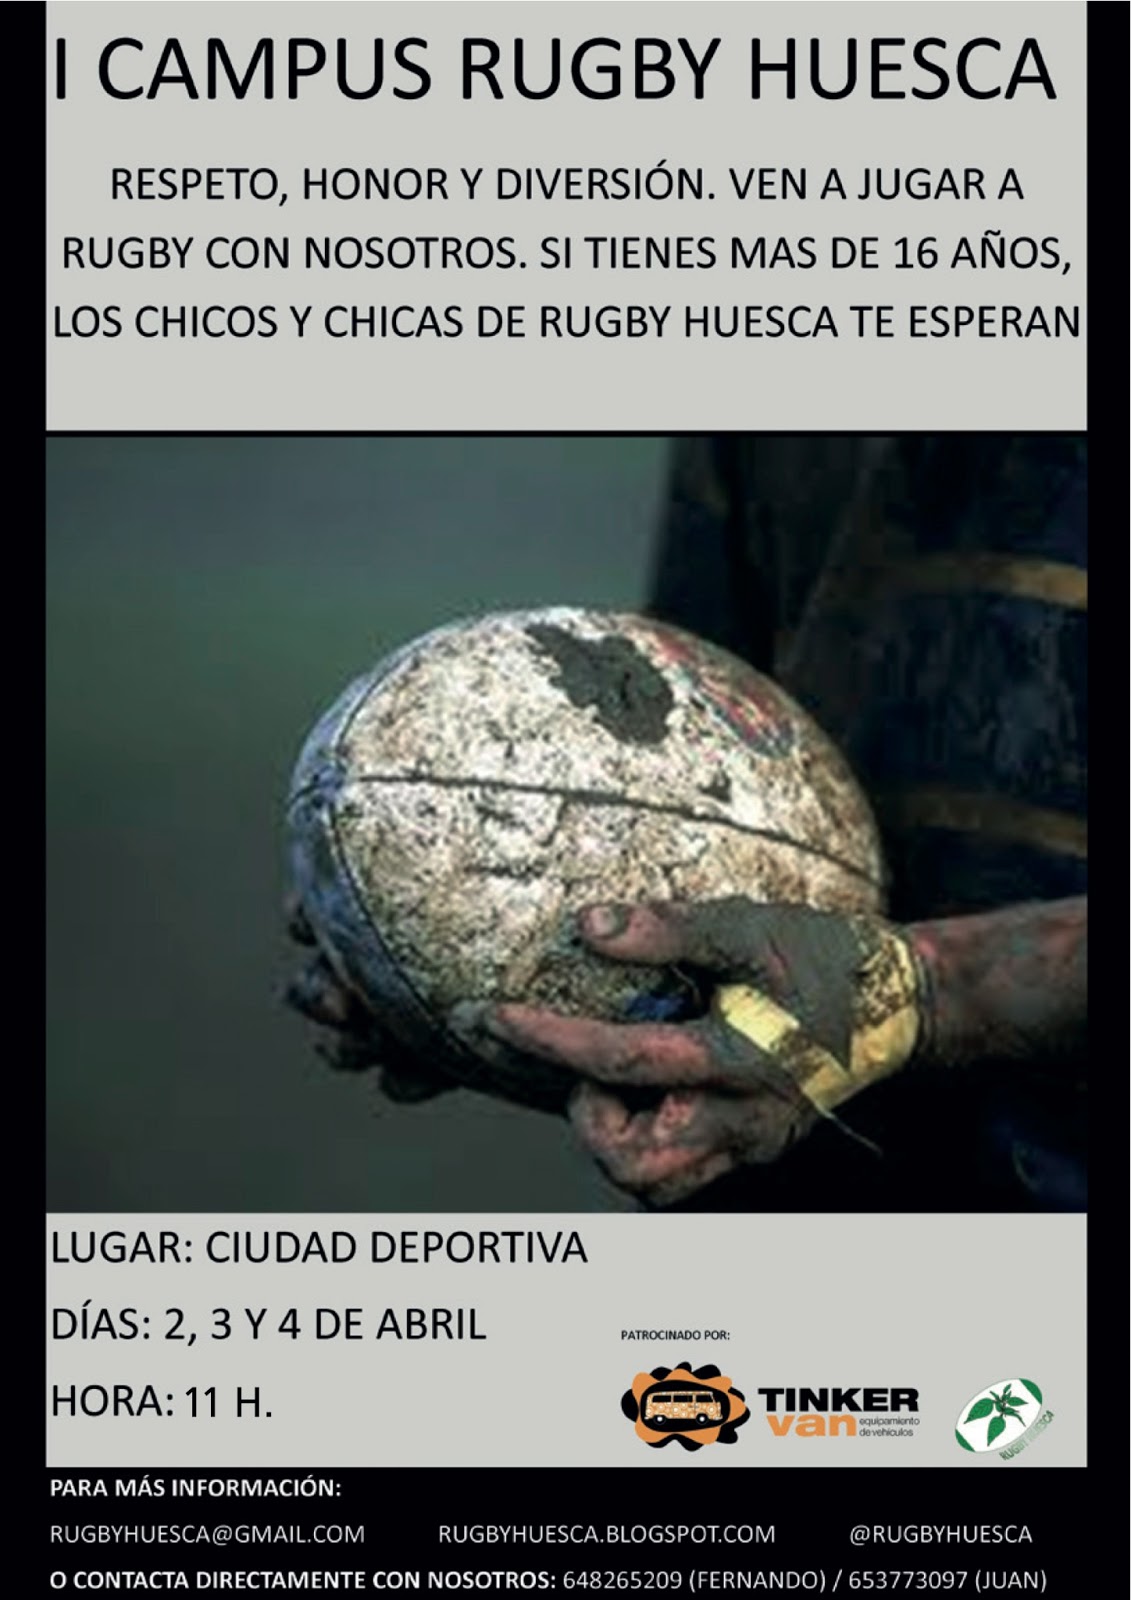 I CAMPUS RUGBY HUESCA
RESPETO, HONOR Y DIVERSIÓN. VEN A JUGAR A
RUGBY CON NOSOTROS. SI TIENES MAS DE 16 AÑOS,
LOS CHICOS Y CHICAS DE RUGBY HUESCA TE ESPERAN
LUGAR: CIUDAD DEPORTIVA
DÍAS: 2, 3 Y 4 DE ABRIL
HORA: 11 H.
PATROCINADO POR:
TINKER
van equipamiento
de vehículos
RUGBY HUESCA
PARA MÁS INFORMACIÓN:
RUGBYHUESCA@GMAIL.COM RUGBYHUESCA.BLOGSPOT.COM @RUGBYHUESCA
O CONTACTA DIRECTAMENTE CON NOSOTROS: 648265209 (FERNANDO) / 653773097 (JUAN)